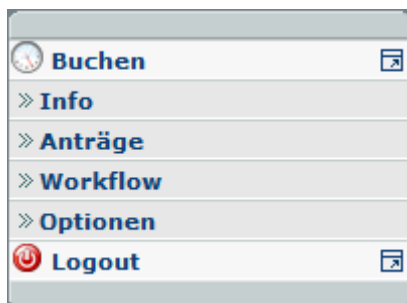 Buchen
» Info
» Anträge
» Workflow
» Optionen
Logout